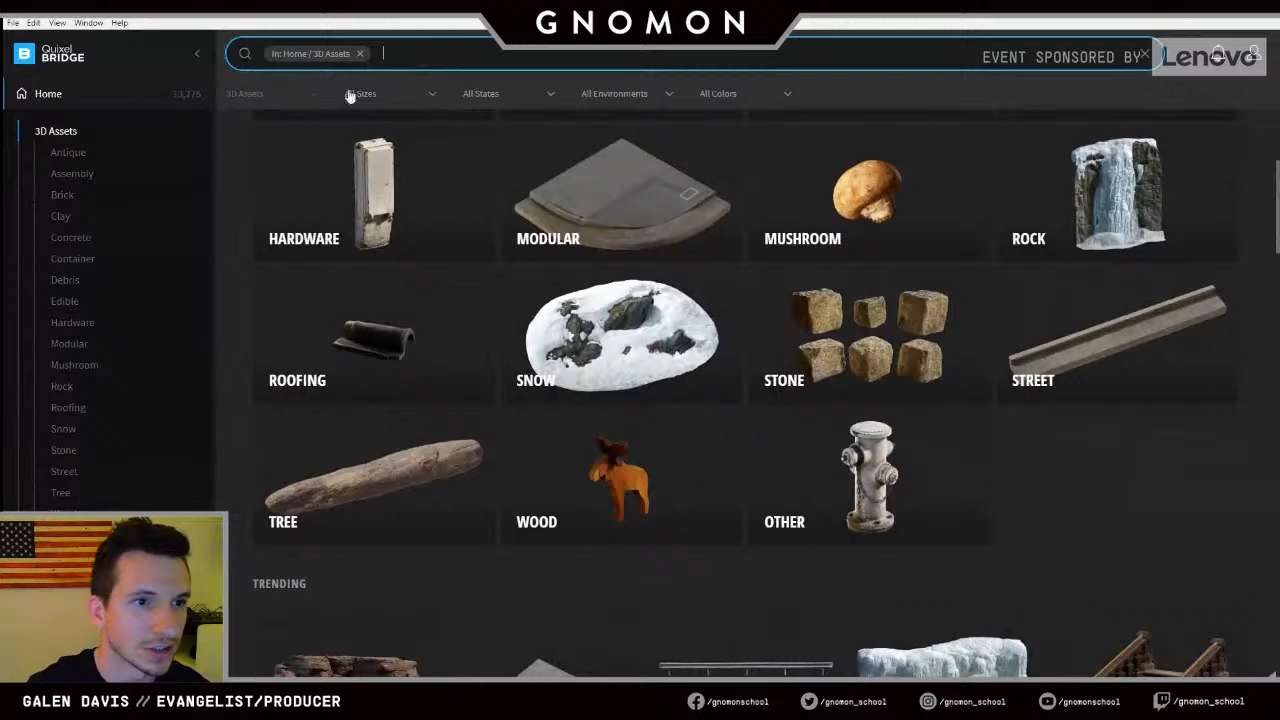 GNOMON
File Edit View Window Help
EVENT SPONSORED BY Lenovo
Quixel
BRIDGE
In: Home / 3D Assets
Home 13,275
3D Assets Sizes All States All Environments All Colors
3D Assets
Antique
Assembly
Brick
Clay
Concrete
Container
Debris
Edible
Hardware
Modular
Mushroom
Rock
Roofing
Snow
Stone
Street
Tree
HARDWARE MODULAR MUSHROOM ROCK
ROOFING SNOW STONE STREET
TREE WOOD OTHER
TRENDING
GALEN DAVIS // EVANGELIST/PRODUCER
/gnomonschool /gnomon_school /gnomon_school /gnomonschool /gnomon_school